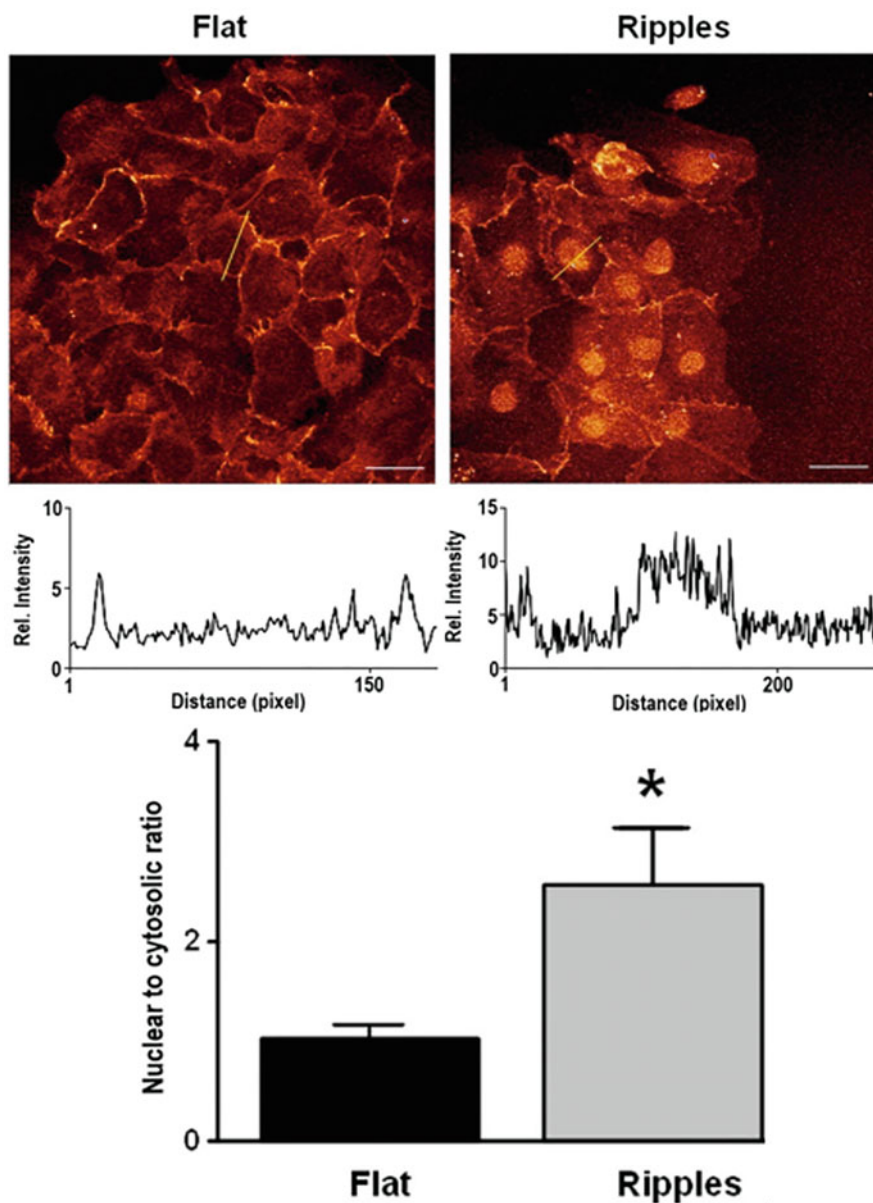 Flat Ripples
10 15
Rel. Intensity Rel. Intensity
10
5 5
0 0
1 150 1 200
Distance (pixel) Distance (pixel)
4
*
Nuclear to cytosolic ratio
2
0
Flat Ripples